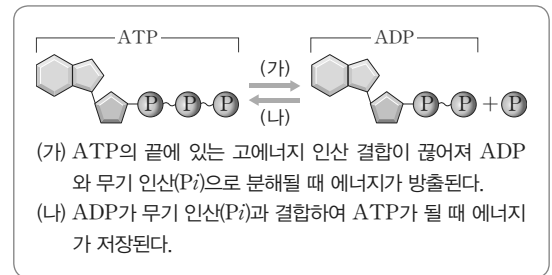 ATP ADP
(가)
P P P P P + P
(나)
(가) ATP의 끝에 있는 고에너지 인산 결합이 끊어져 ADP
와 무기 인산(Pi)으로 분해될 때 에너지가 방출된다.
(나) ADP가 무기 인산(Pi)과 결합하여 ATP가 될 때 에너지
가 저장된다.